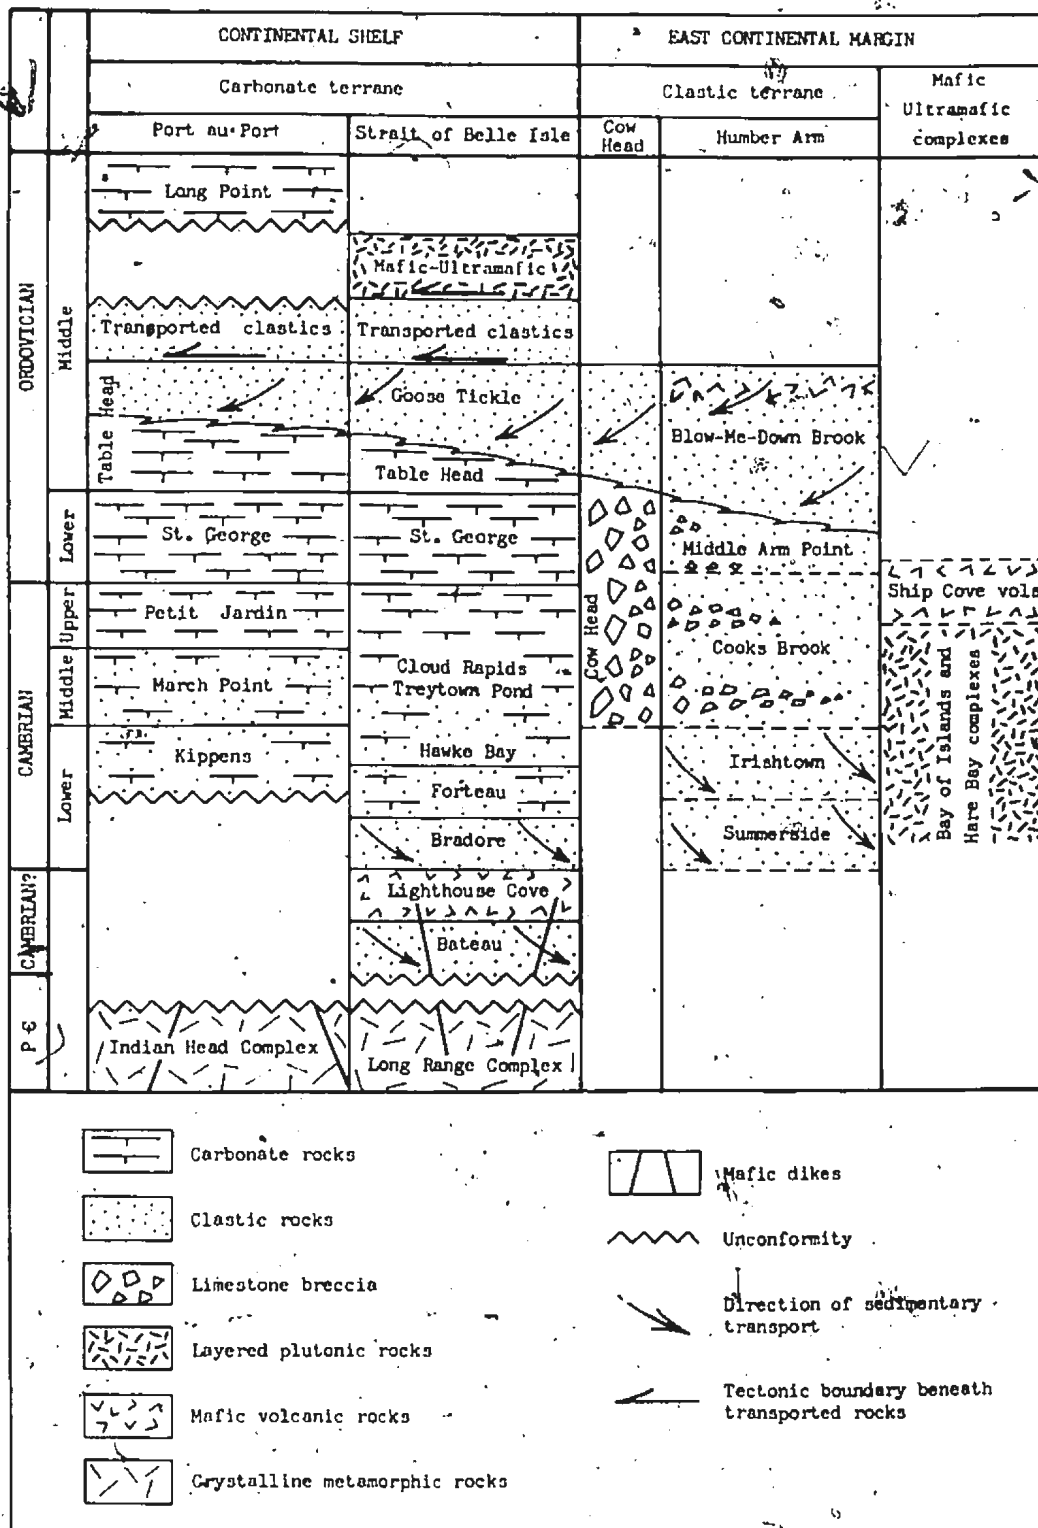 CONTINENTAL SHELF
EAST CONTINENTAL MARGIN
Carbonate terrane
Clastic terrane
Mafic
Ultramafic
complexes
Port au Port
Strait of Belle Isle
Cow
Head
Humber Arm
ORDOVICIAN
Middle
Lower
CAMBRIAN
Upper
Middle
Lower
CAMBRIAN?
P Є
Long Point
Transported clastics
Table Head
St. George
Petit Jardin
March Point
Kippens
Indian Head Complex
Mafic-Ultramafic
Transported clastics
Goose Tickle
Table Head
St. George
Cloud Rapids
Treytown Pond
Hawke Bay
Forteau
Bradore
Lighthouse Cove
Bateau
Long Range Complex
Cow Head
Blow-Me-Down Brook
Middle Arm Point
Cooks Brook
Irishtown
Summerside
Ship Cove vols
Bay of Islands and
Hare Bay complexes
Carbonate rocks
Clastic rocks
Limestone breccia
Layered plutonic rocks
Mafic volcanic rocks
Crystalline metamorphic rocks
Mafic dikes
Unconformity
Direction of sedimentary
transport
Tectonic boundary beneath
transported rocks